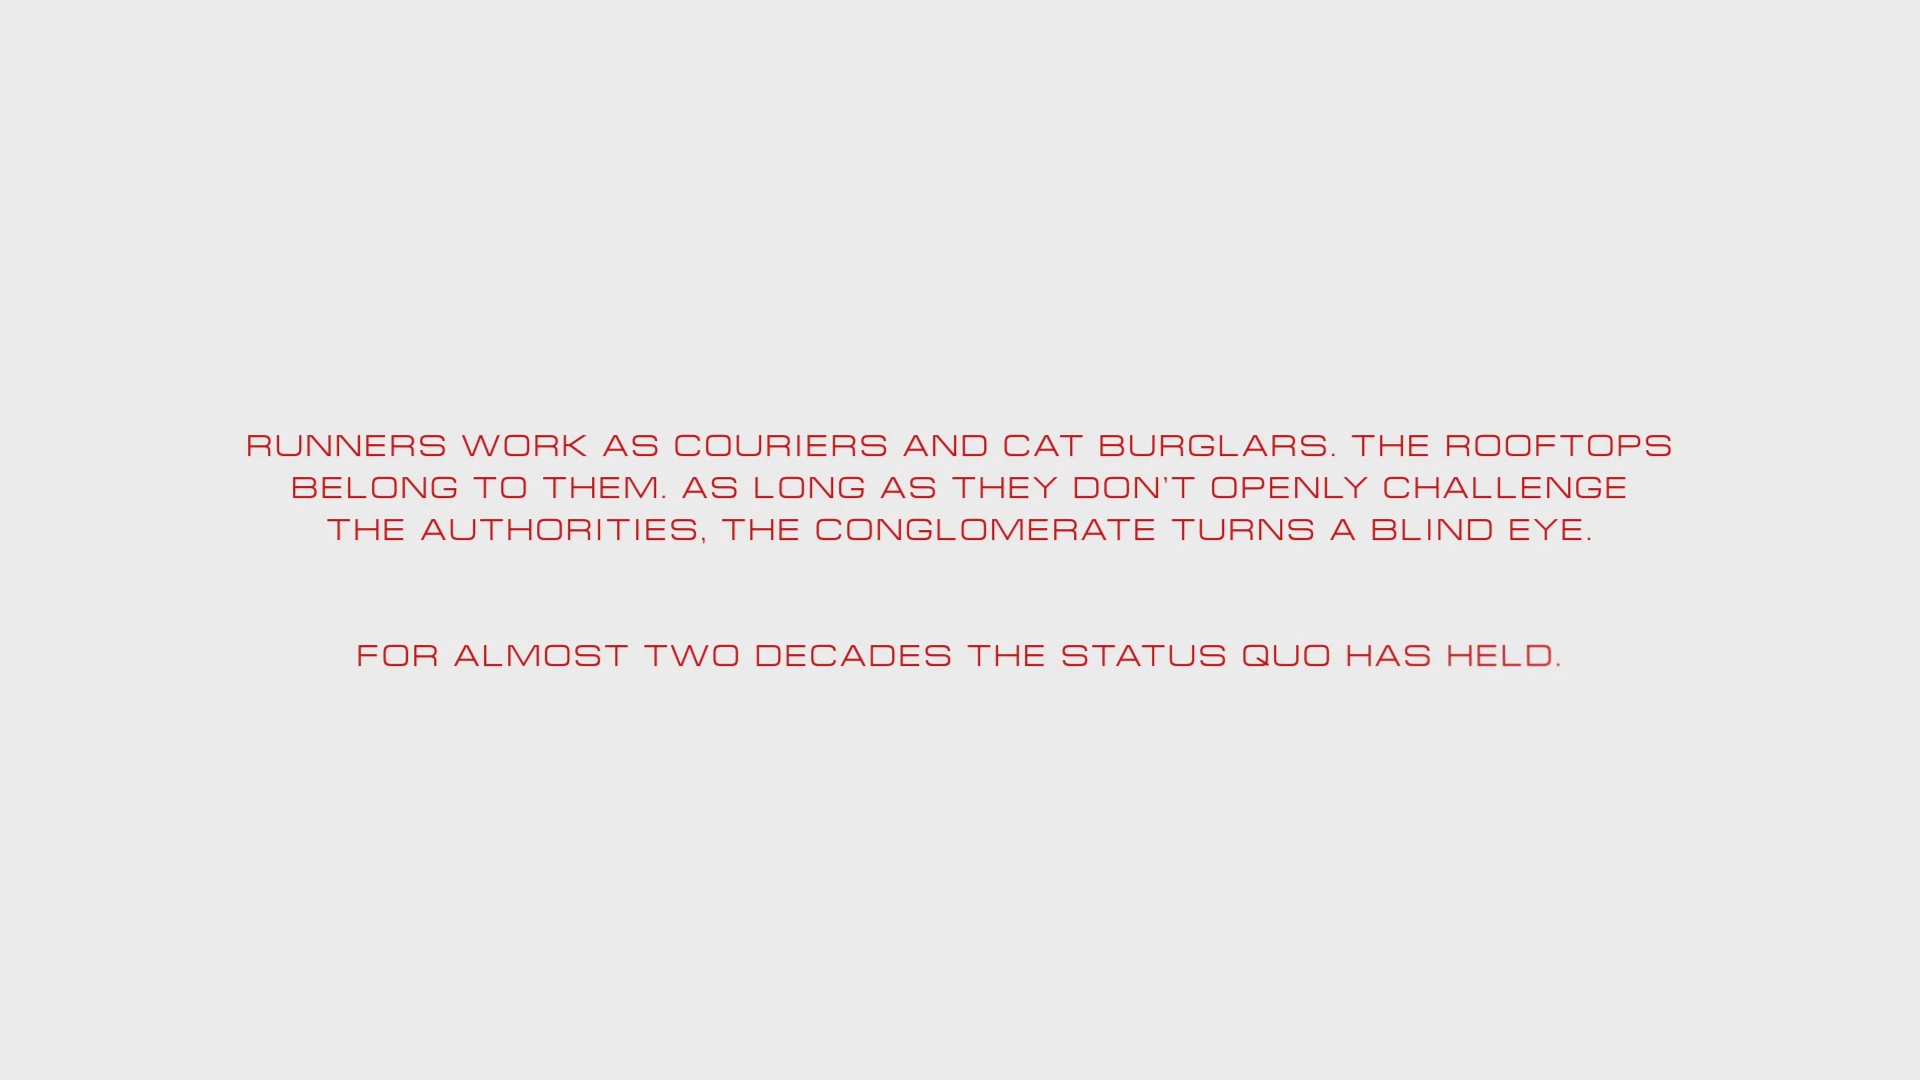 RUNNERS WORK AS COURIERS AND CAT BURGLARS. THE ROOFTOPS
BELONG TO THEM. AS LONG AS THEY DON'T OPENLY CHALLENGE
THE AUTHORITIES, THE CONGLOMERATE TURNS A BLIND EYE.
FOR ALMOST TWO DECADES THE STATUS QUO HAS HELD.